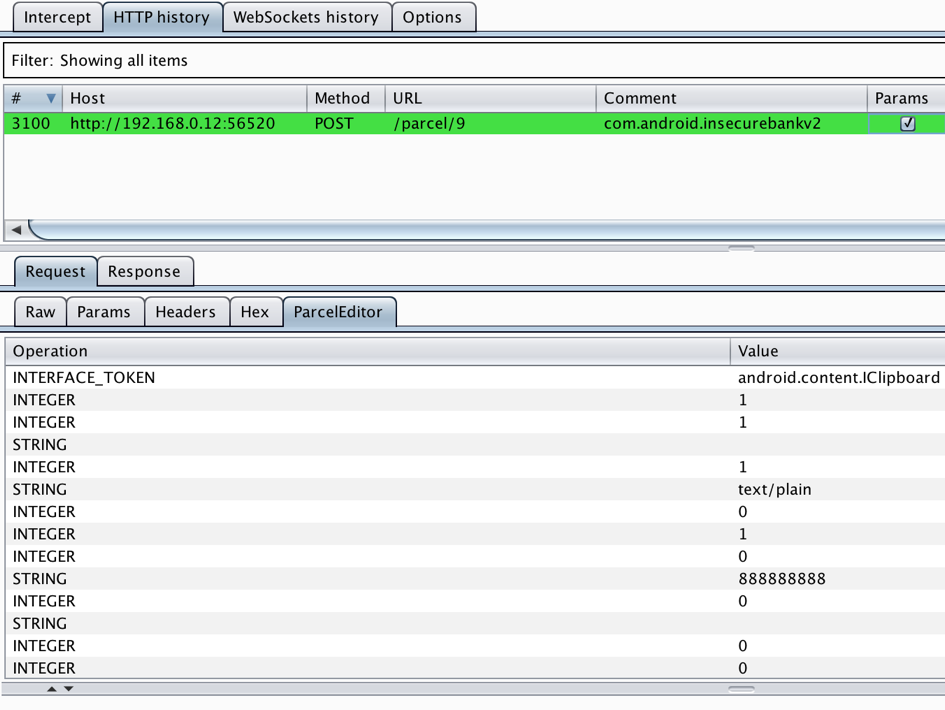 Intercept HTTP history WebSockets history Options
Filter: Showing all items
# Host Method URL Comment Params
3100 http://192.168.0.12:56520 POST /parcel/9 com.android.insecurebankv2
Request Response
Raw Params Headers Hex ParcelEditor
Operation Value
INTERFACE_TOKEN android.content.IClipboard
INTEGER 1
INTEGER 1
STRING
INTEGER 1
STRING text/plain
INTEGER 0
INTEGER 1
INTEGER 0
STRING 888888888
INTEGER 0
STRING
INTEGER 0
INTEGER 0